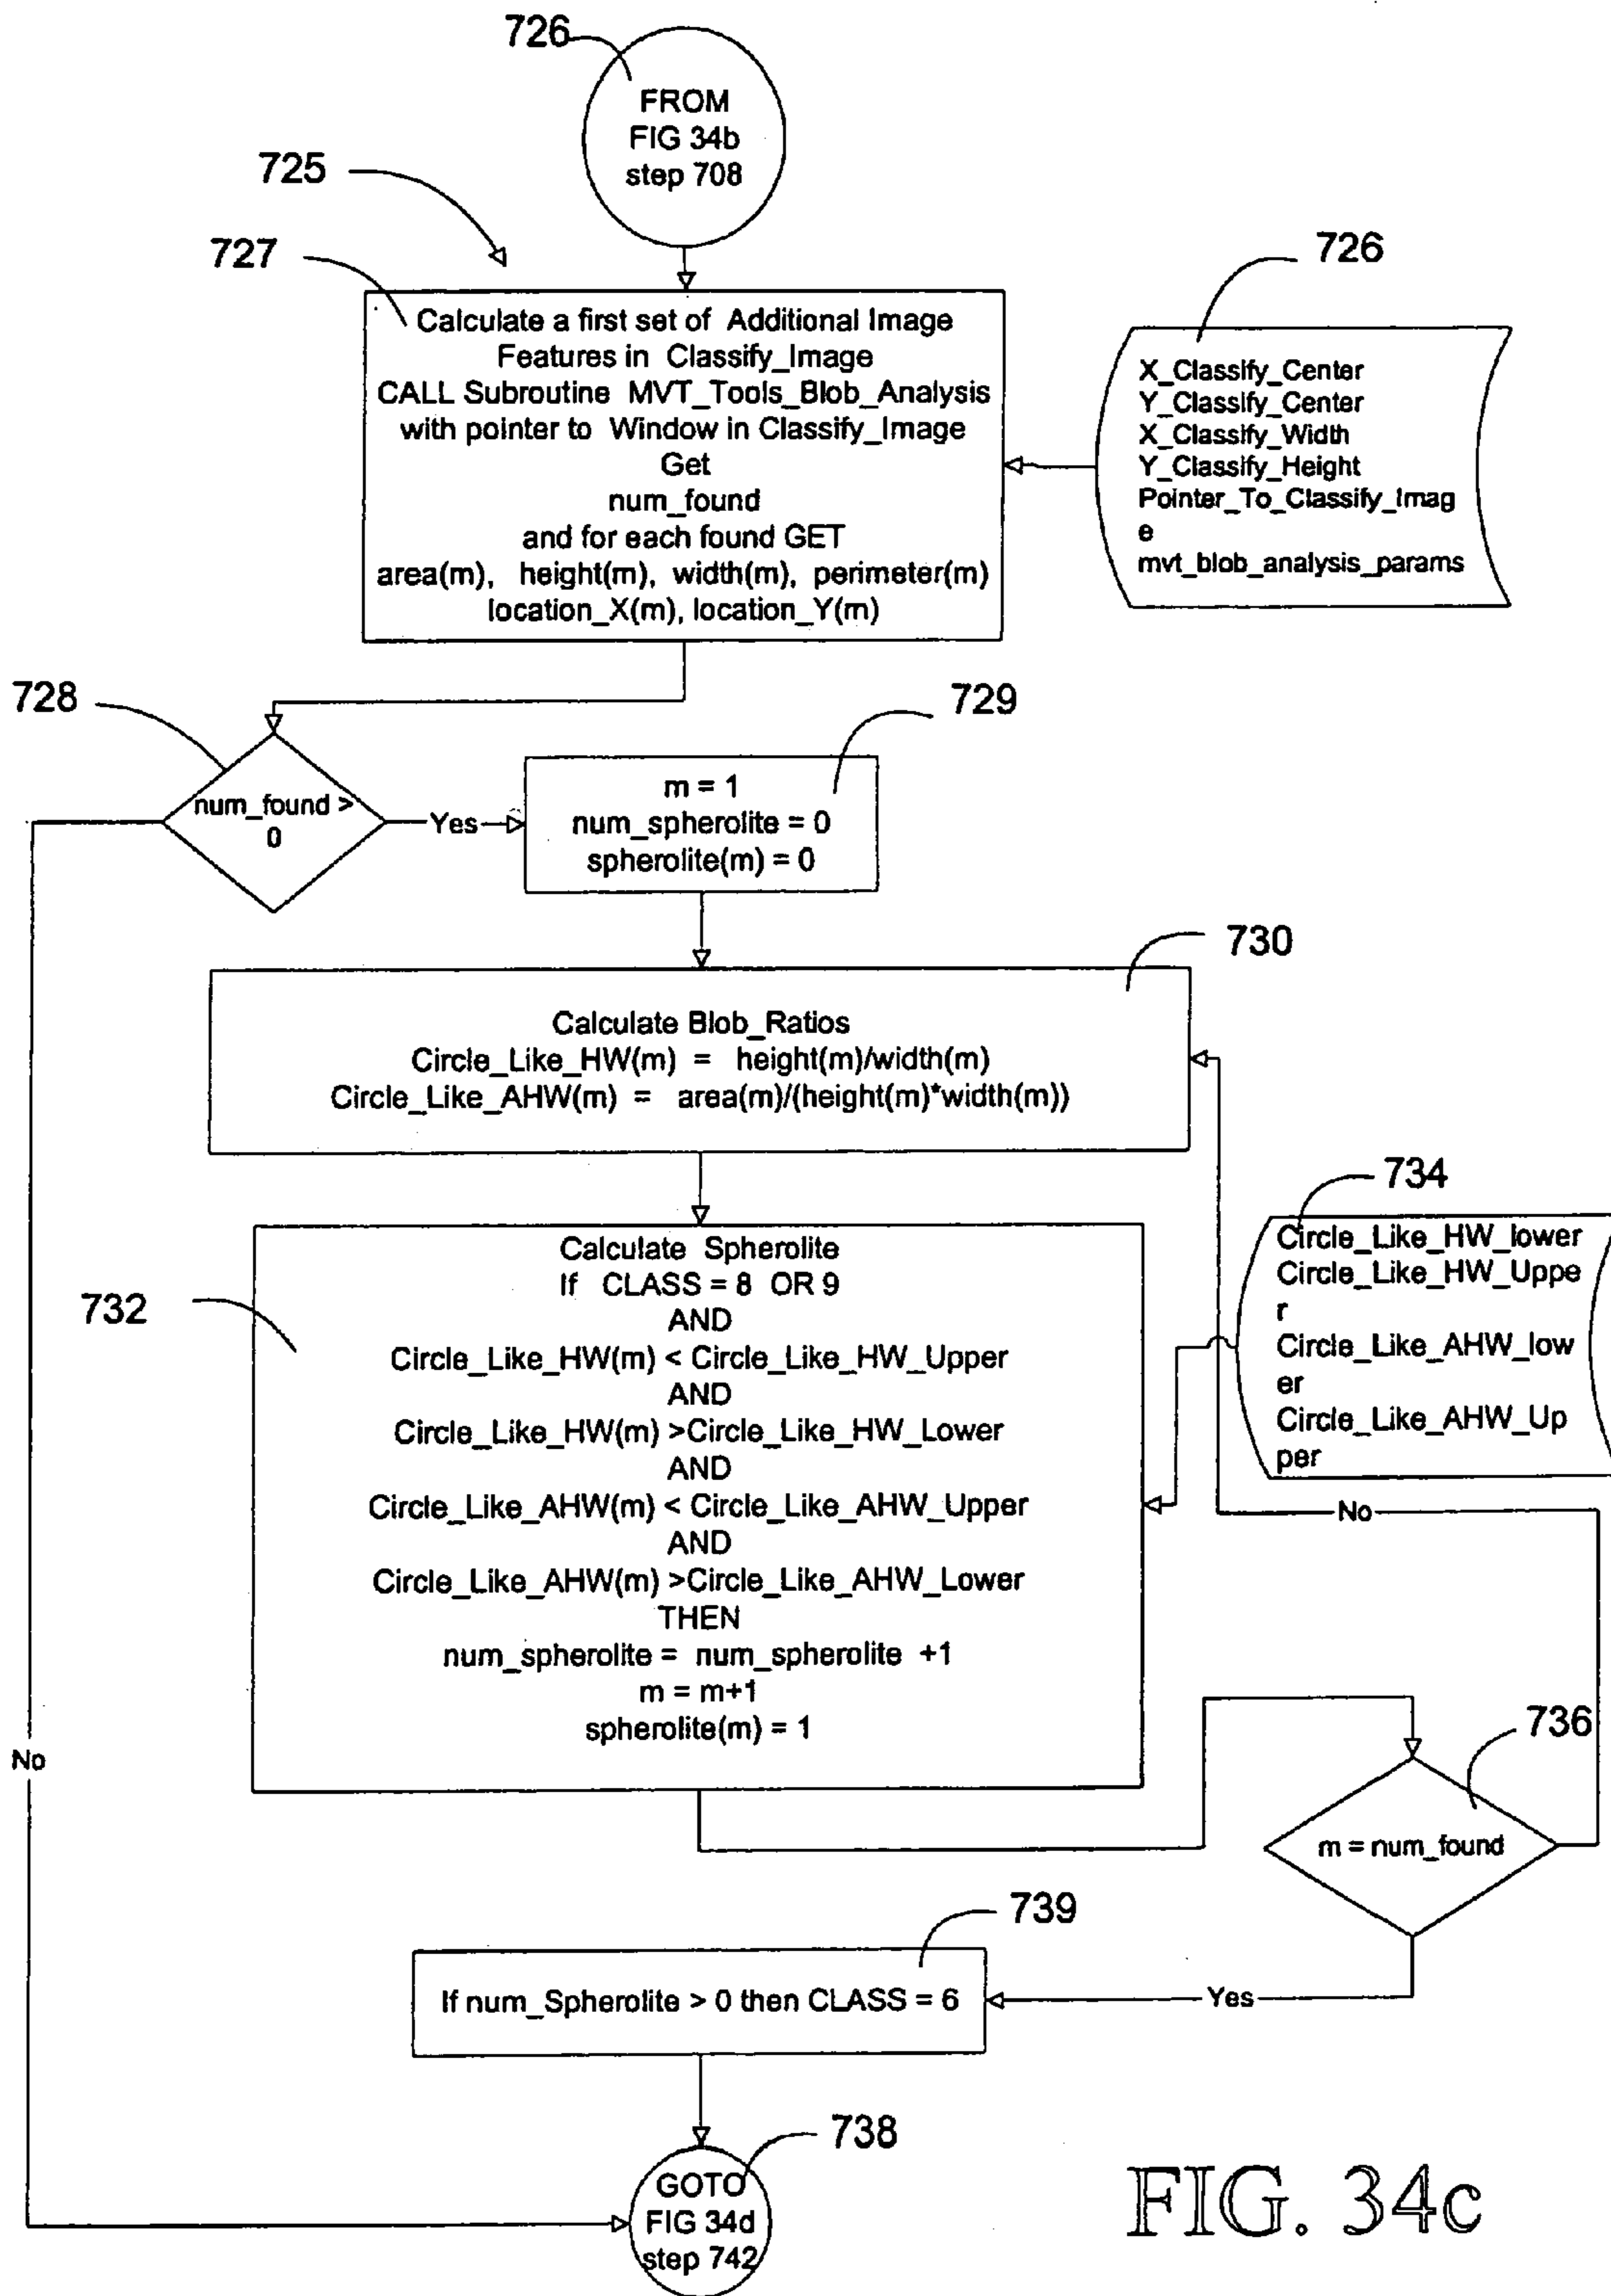 726
FROM
FIG 34b
step 708
725
727
Calculate a first set of Additional Image
Features in Classify_Image
CALL Subroutine MVT_Tools_Blob_Analysis
with pointer to Window in Classify_Image
Get
num_found
and for each found GET
area(m), height(m), width(m), perimeter(m)
location_X(m), location_Y(m)
726
X_Classify_Center
Y_Classify_Center
X_Classify_Width
Y_Classify_Height
Pointer_To_Classify_Imag
e
mvt_blob_analysis_params
728
num_found >
0
Yes
729
m = 1
num_spherolite = 0
spherolite(m) = 0
730
Calculate Blob_Ratios
Circle_Like_HW(m) = height(m)/width(m)
Circle_Like_AHW(m) = area(m)/(height(m)*width(m))
734
Circle_Like_HW_lower
Circle_Like_HW_Uppe
r
Circle_Like_AHW_low
er
Circle_Like_AHW_Up
per
732
Calculate Spherolite
If CLASS = 8 OR 9
AND
Circle_Like_HW(m) < Circle_Like_HW_Upper
AND
Circle_Like_HW(m) >Circle_Like_HW_Lower
AND
Circle_Like_AHW(m) < Circle_Like_AHW_Upper
AND
Circle_Like_AHW(m) >Circle_Like_AHW_Lower
THEN
num_spherolite = num_spherolite +1
m = m+1
spherolite(m) = 1
No
No
736
m = num_found
739
If num_Spherolite > 0 then CLASS = 6
Yes
738
GOTO
FIG 34d
step 742
FIG. 34c